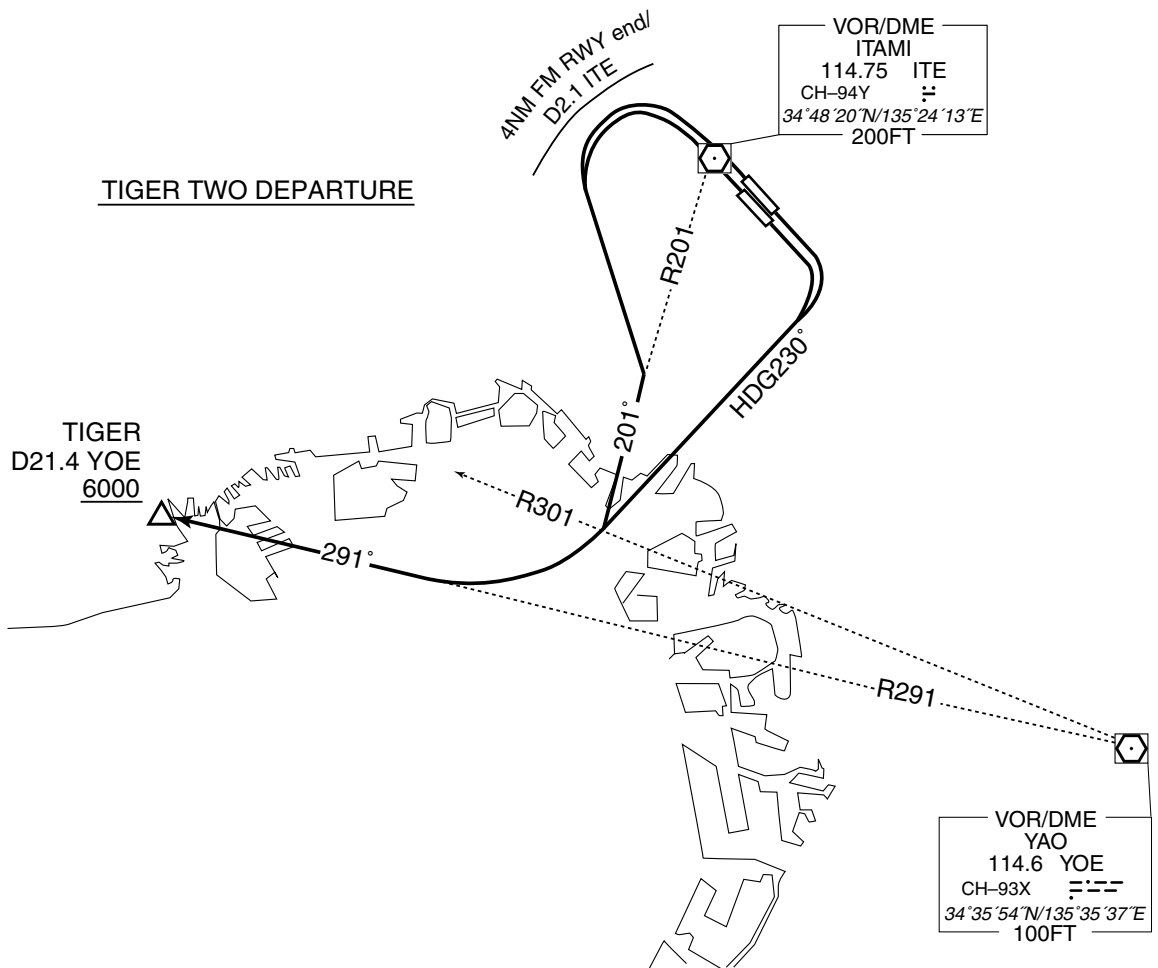 4NM FM RWY end/
D2.1 ITE
VOR/DME
ITAMI
114.75 ITE
CH–94Y
34°48´20˝N/135°24´13˝E
200FT
TIGER TWO DEPARTURE
R201
HDG230°
201°
TIGER
D21.4 YOE
6000
R301
291°
R291
VOR/DME
YAO
114.6 YOE
CH–93X
34°35´54˝N/135°35´37˝E
100FT